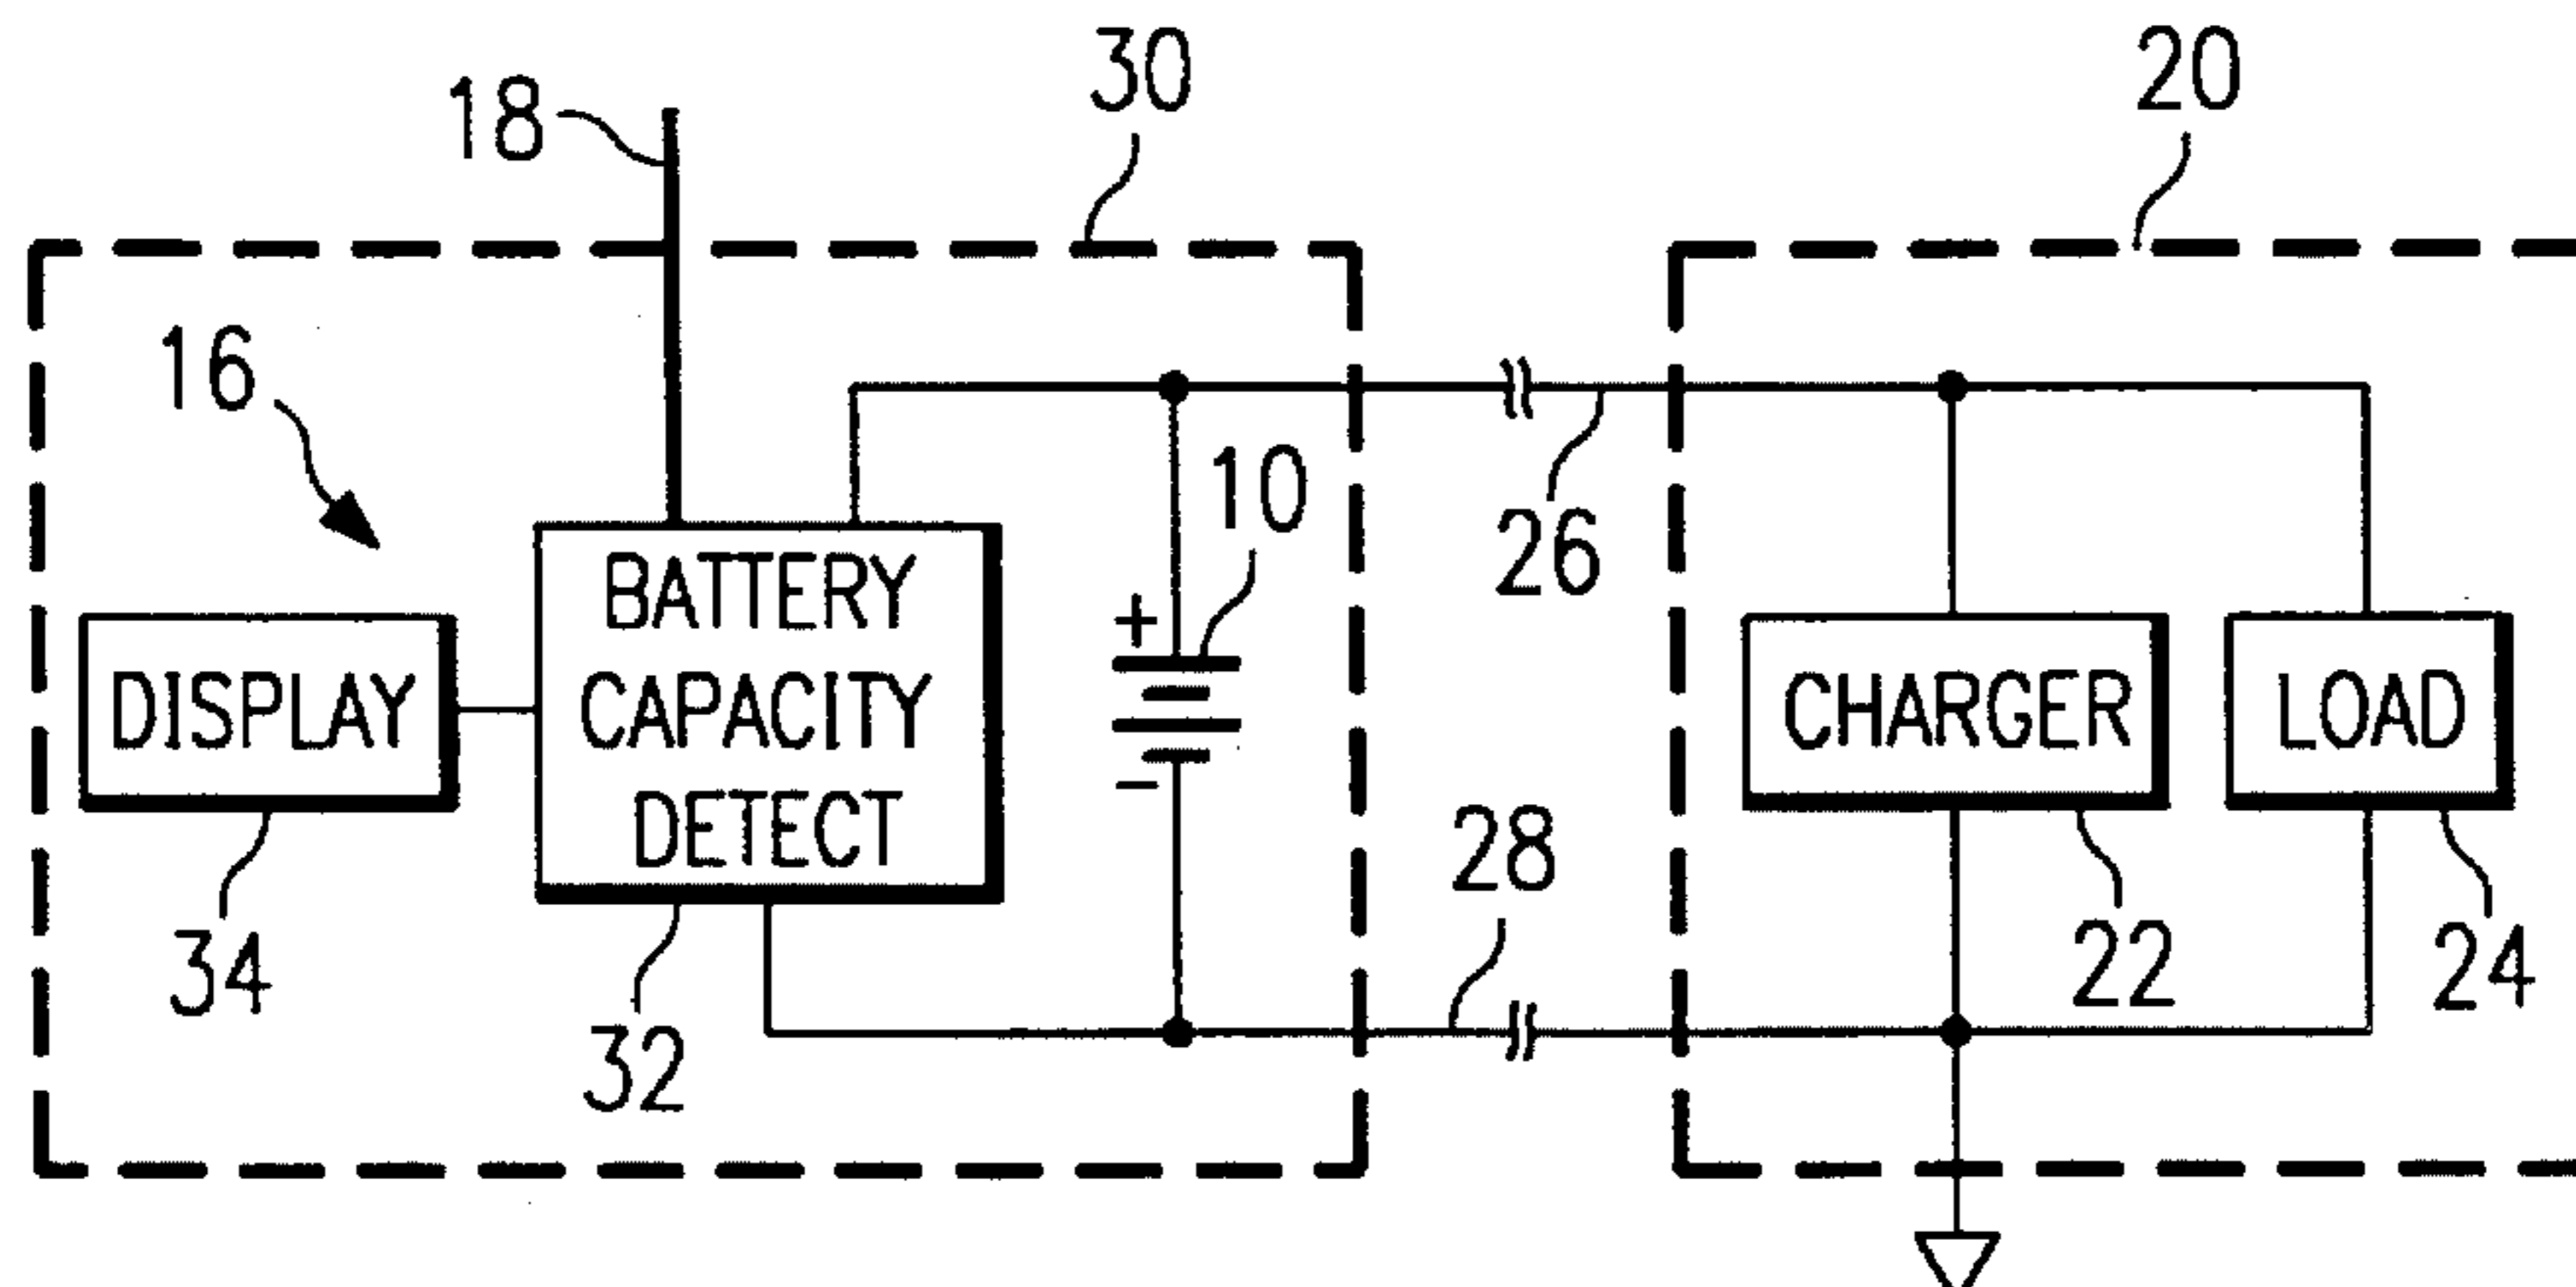 30
20
18
16
10
26
+
BATTERY
CAPACITY
DETECT
DISPLAY
CHARGER
LOAD
-
28
34
32
22
24